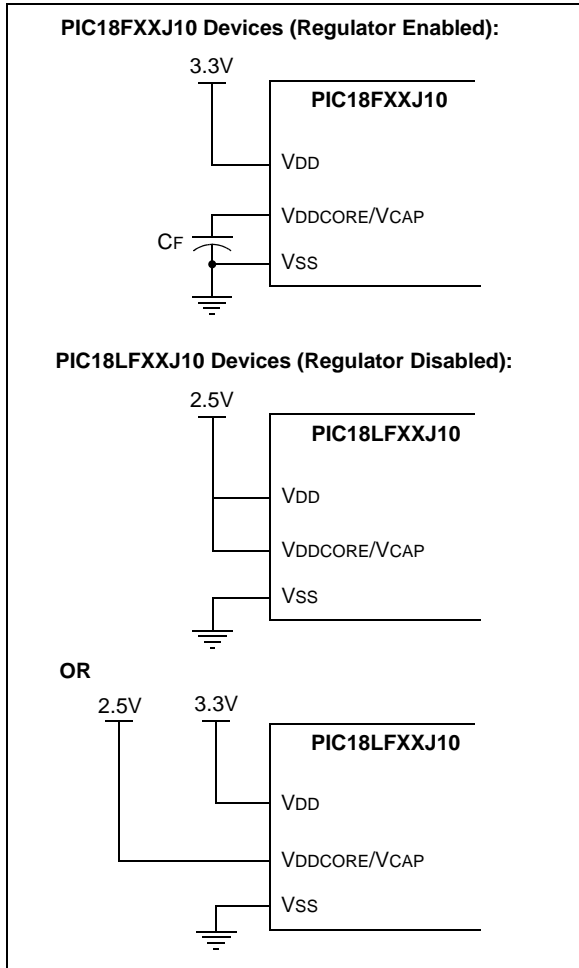 PIC18FXXJ10 Devices (Regulator Enabled):
3.3V
PIC18FXXJ10
VDD
VDDCORE/VCAP
CF
VSS
PIC18LFXXJ10 Devices (Regulator Disabled):
2.5V
PIC18LFXXJ10
VDD
VDDCORE/VCAP
VSS
OR
2.5V 3.3V
PIC18LFXXJ10
VDD
VDDCORE/VCAP
VSS